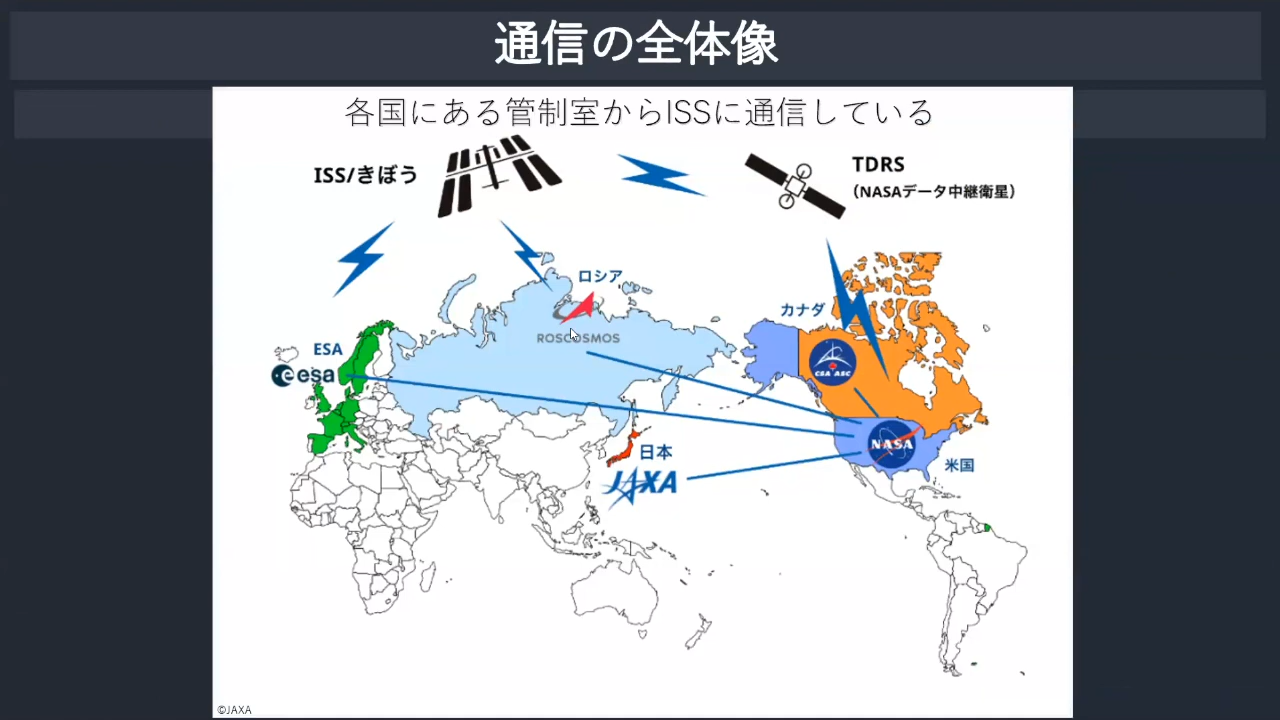 通信の全体像
各国にある管制室からISSに通信している
ISS/きぼう
TDRS
(NASAデータ中継衛星)
ロシア
ROSCOSMOS
カナダ
CSA ASC
ESA
esa
NASA
日本
JAXA
米国
©JAXA